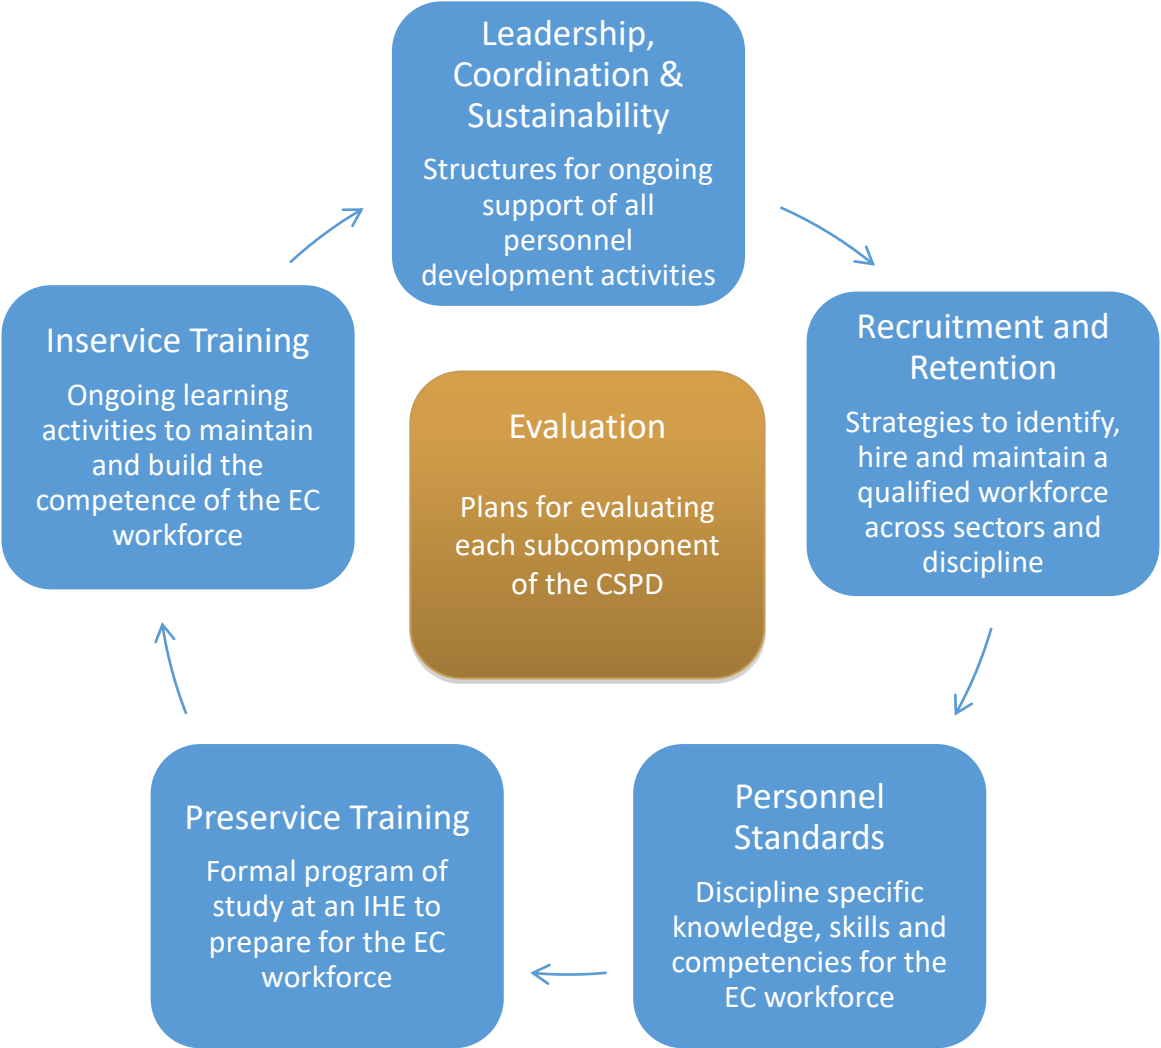 Leadership,
Coordination &
Sustainability
Structures for ongoing
support of all
personnel
development activities
Recruitment and
Retention
Strategies to identify,
hire and maintain a
qualified workforce
across sectors and
discipline
Personnel
Standards
Discipline specific
knowledge, skills and
competencies for the
EC workforce
Preservice Training
Formal program of
study at an IHE to
prepare for the EC
workforce
Inservice Training
Ongoing learning
activities to maintain
and build the
competence of the EC
workforce
Evaluation
Plans for evaluating
each subcomponent
of the CSPD